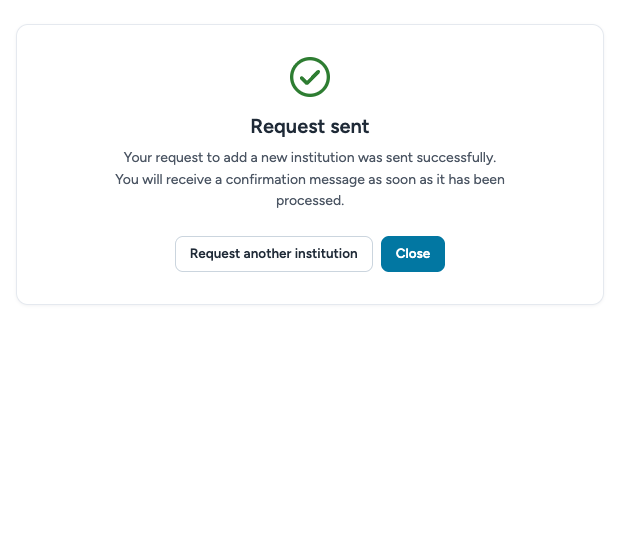 Request sent
Your request to add a new institution was sent successfully.
You will receive a confirmation message as soon as it has been
processed.
Request another institution
Close